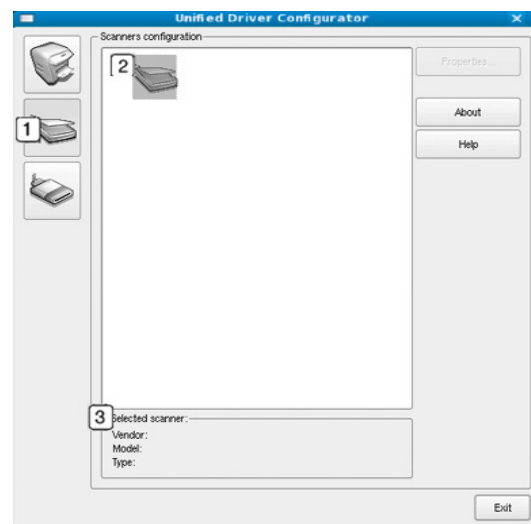 Unified Driver Configurator
Scanners configuration
2
Properties...
About
1
Help
3
Selected scanner:
Vendor:
Model:
Type:
Exit